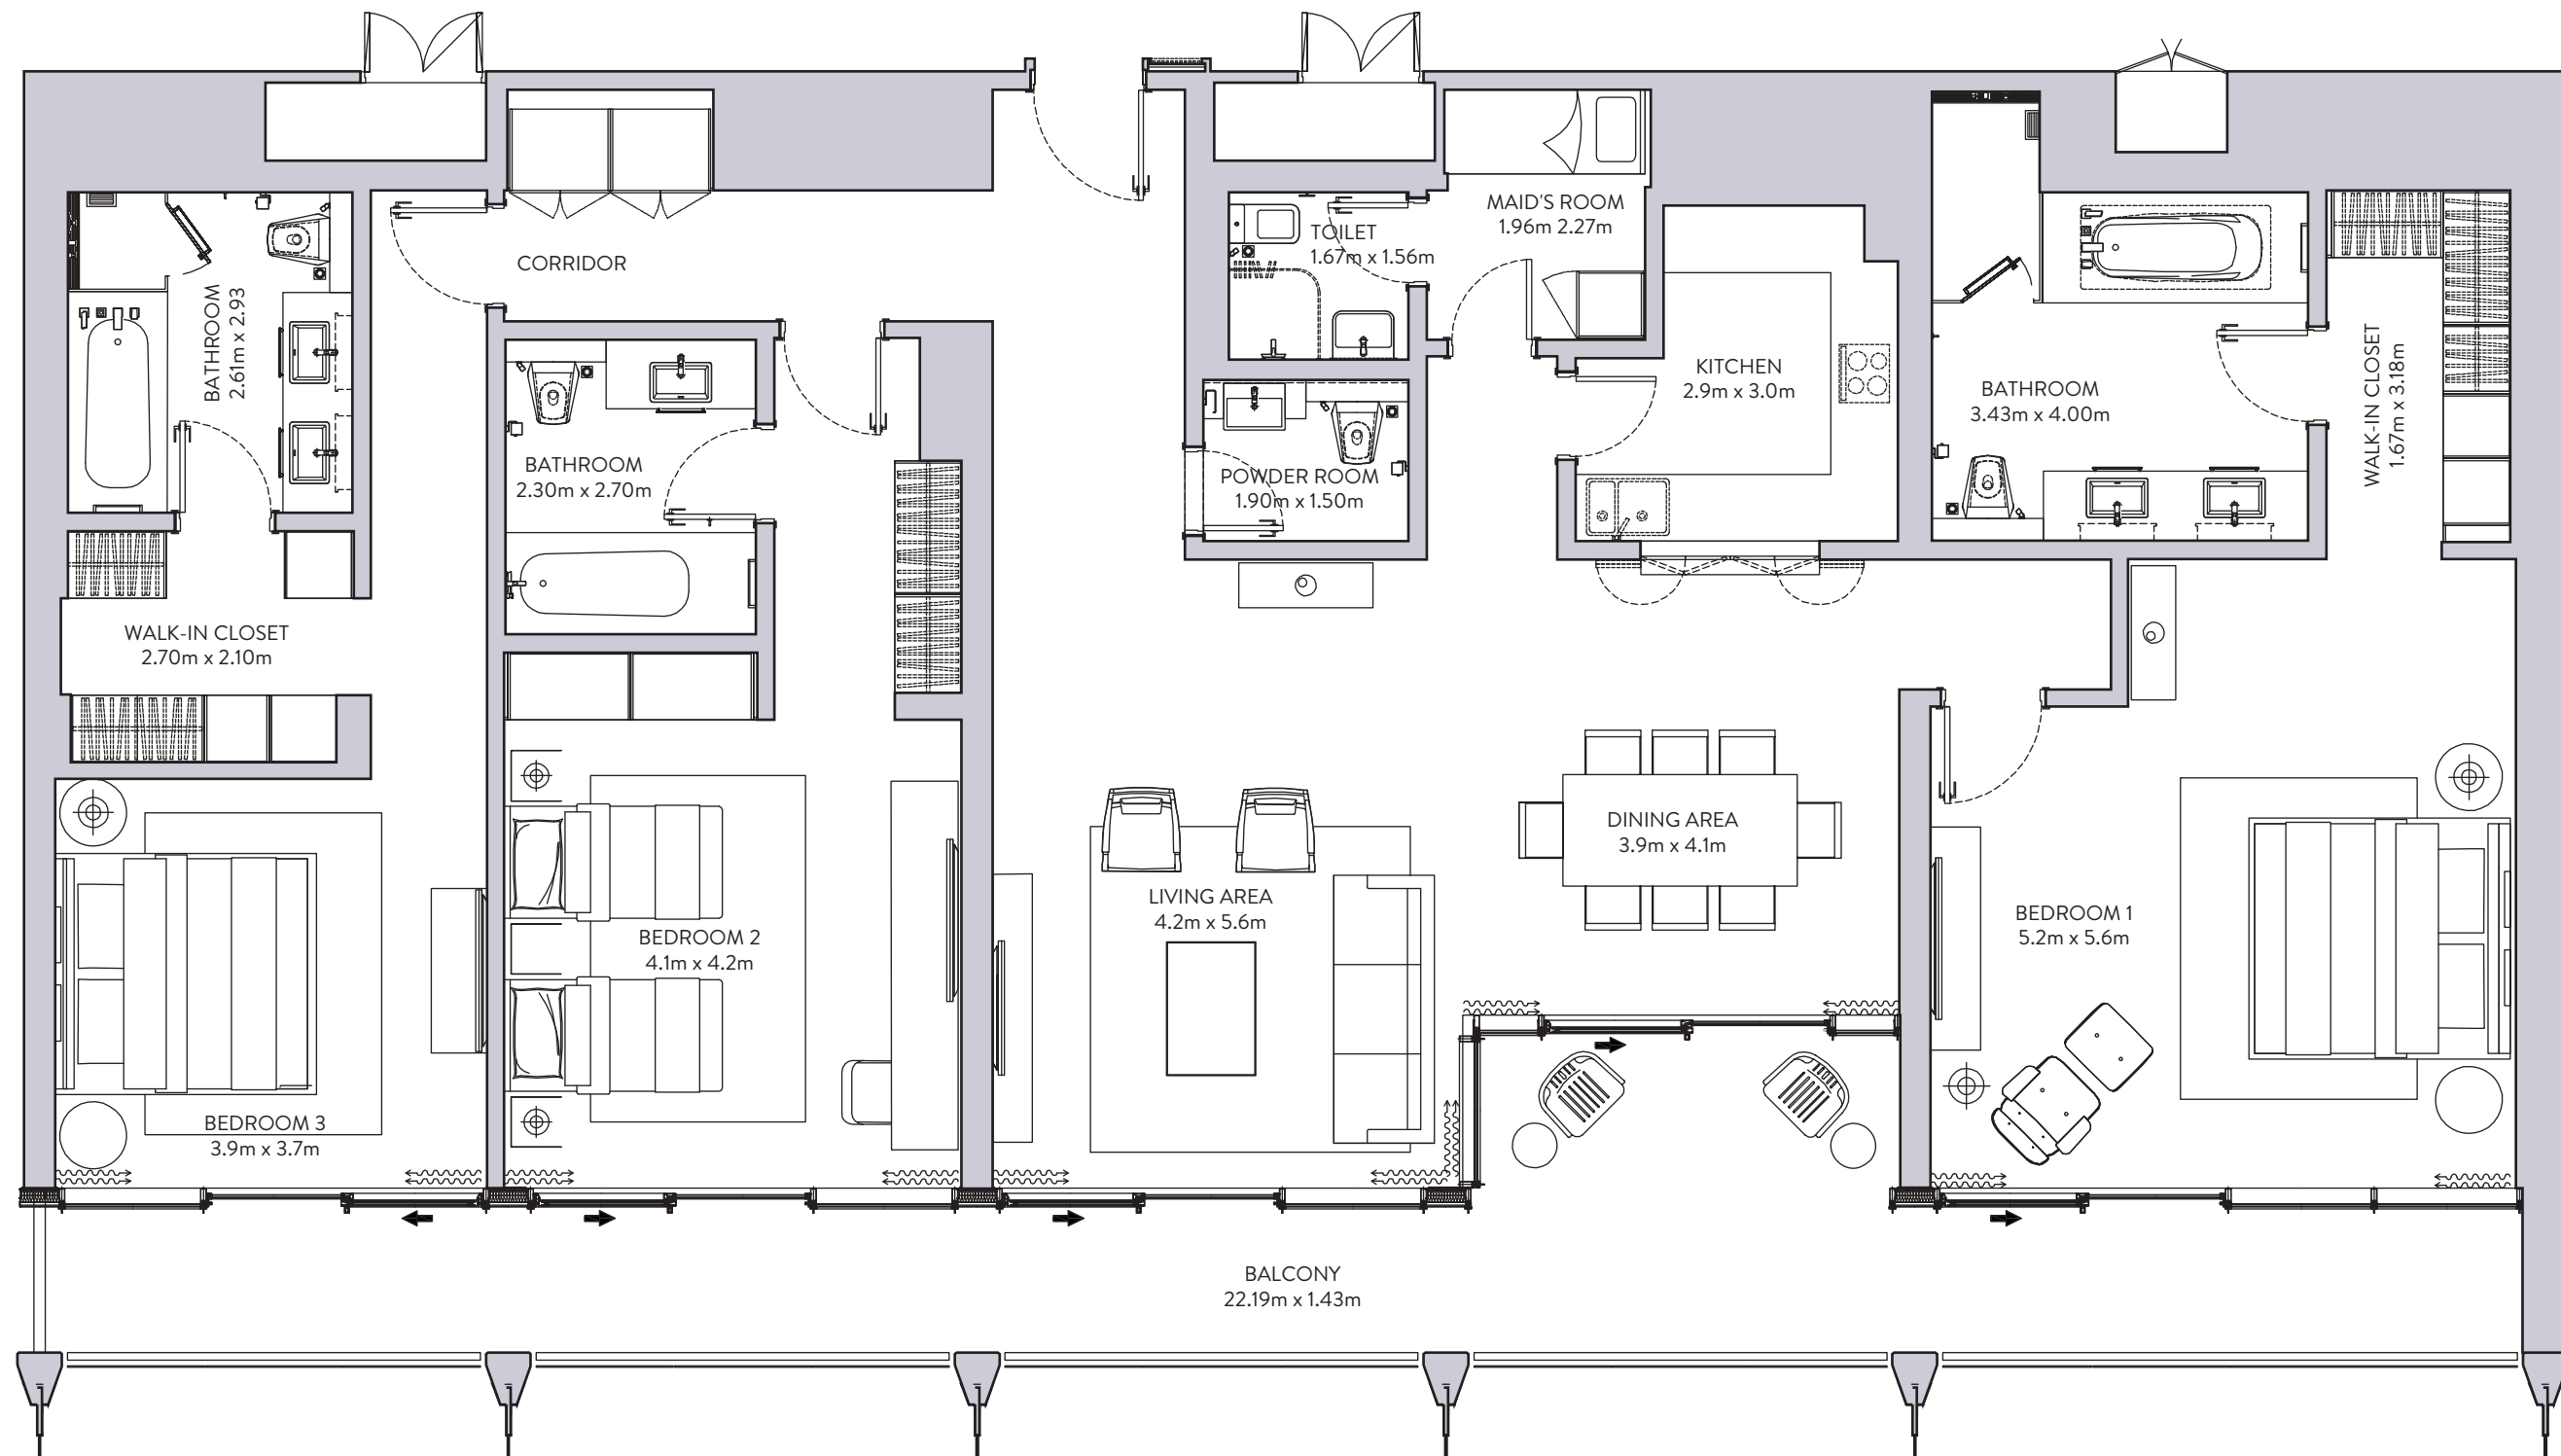 CORRIDOR
BATHROOM
2.61m x 2.93
WALK-IN CLOSET
2.70m x 2.10m
BEDROOM 3
3.9m x 3.7m
BATHROOM
2.30m x 2.70m
BEDROOM 2
4.1m x 4.2m
TOILET
1.67m x 1.56m
MAID'S ROOM
1.96m 2.27m
POWDER ROOM
1.90m x 1.50m
KITCHEN
2.9m x 3.0m
LIVING AREA
4.2m x 5.6m
DINING AREA
3.9m x 4.1m
BATHROOM
3.43m x 4.00m
WALK-IN CLOSET
1.67m x 3.18m
BEDROOM 1
5.2m x 5.6m
BALCONY
22.19m x 1.43m